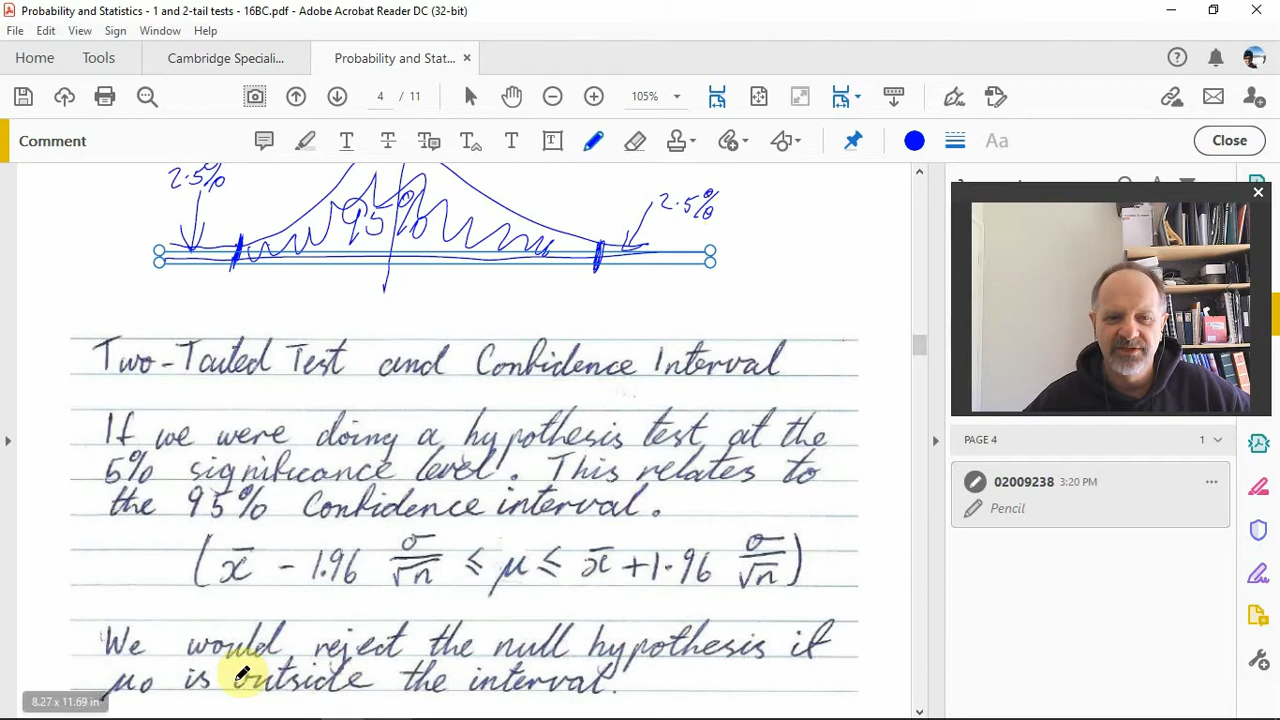 Probability and Statistics - 1 and 2-tail tests - 16BC.pdf - Adobe Acrobat Reader DC (32-bit)
File Edit View Sign Window Help
Home Tools Cambridge Speciali... Probability and Stat... ×
4 / 11 105%
Comment Aa Close
2.5%
95%
2.5%
Two-Tailed Test and Confidence Interval
If we were doing a hypothesis test at the
5% significance level. This relates to
the 95% Confidence interval.
(x̄ - 1.96 σ/√n ≤ μ ≤ x̄ + 1.96 σ/√n)
We would reject the null hypothesis if
μ₀ is outside the interval.
8.27 x 11.69 in
PAGE 4 1
02009238 3:20 PM ...
Pencil